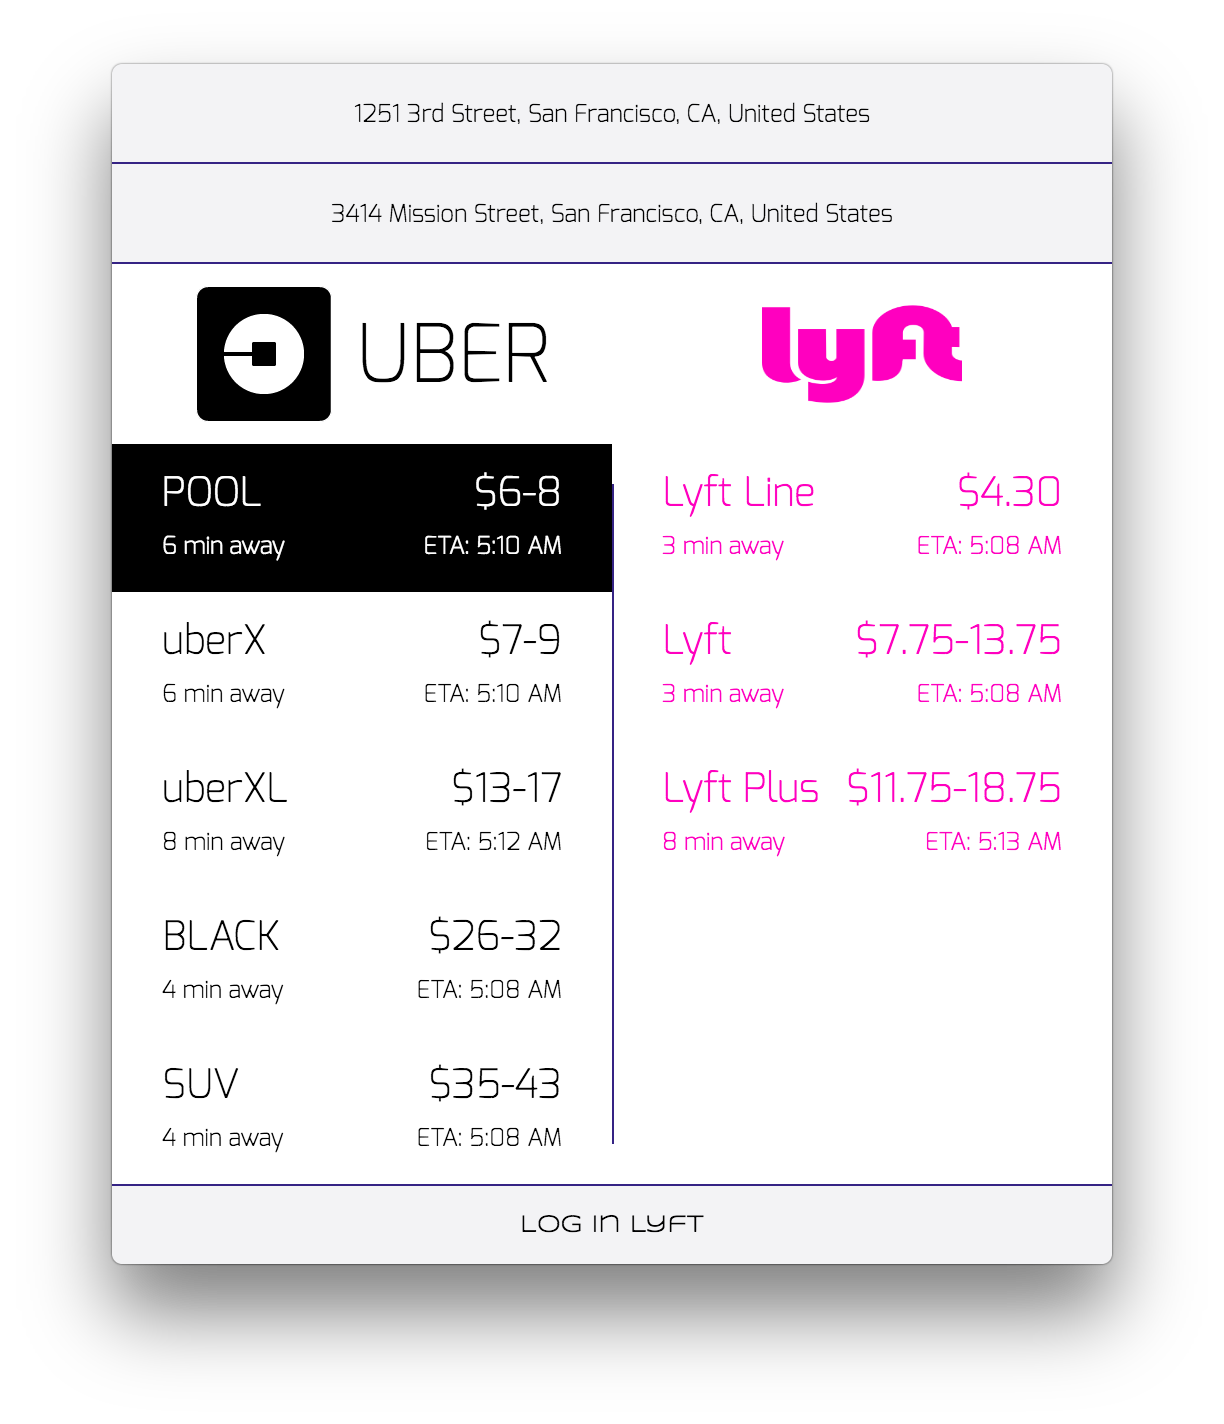 1251 3rd Street, San Francisco, CA, United States
3414 Mission Street, San Francisco, CA, United States
UBER
lyft
POOL $6-8
6 min away ETA: 5:10 AM
uberX $7-9
6 min away ETA: 5:10 AM
uberXL $13-17
8 min away ETA: 5:12 AM
BLACK $26-32
4 min away ETA: 5:08 AM
SUV $35-43
4 min away ETA: 5:08 AM
Lyft Line $4.30
3 min away ETA: 5:08 AM
Lyft $7.75-13.75
3 min away ETA: 5:08 AM
Lyft Plus $11.75-18.75
8 min away ETA: 5:13 AM
LOG IN LYFT